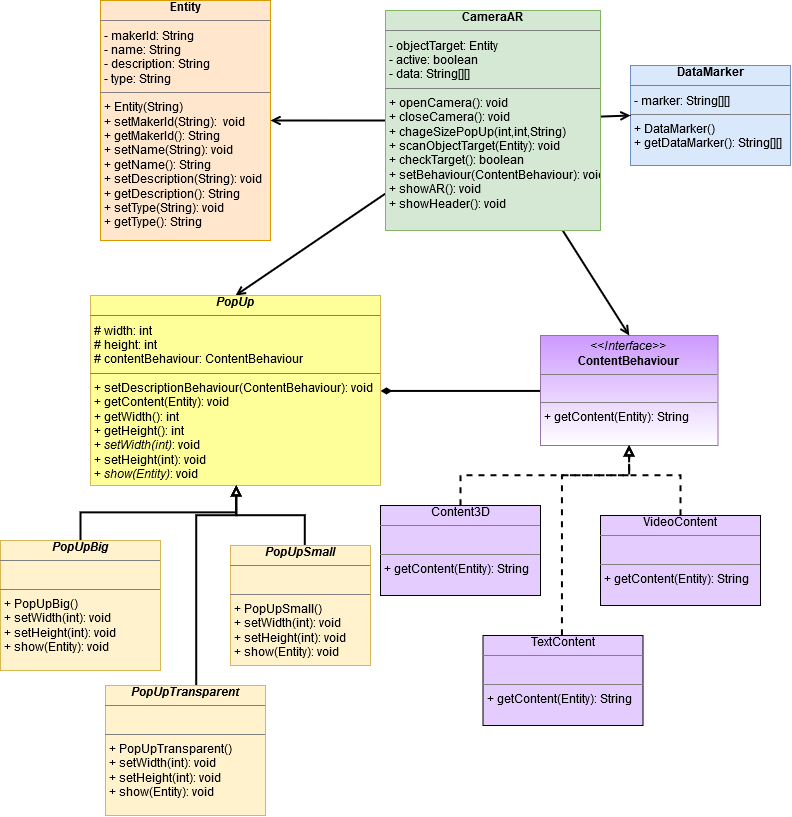 Entity
- makerId: String
- name: String
- description: String
- type: String
+ Entity(String)
+ setMakerId(String): void
+ getMakerId(): String
+ setName(String): void
+ getName(): String
+ setDescription(String): void
+ getDescription(): String
+ setType(String): void
+ getType(): String
CameraAR
- objectTarget: Entity
- active: boolean
- data: String[][]
+ openCamera(): void
+ closeCamera(): void
+ chageSizePopUp(int,int,String)
+ scanObjectTarget(Entity): void
+ checkTarget(): boolean
+ setBehaviour(ContentBehaviour): void
+ showAR(): void
+ showHeader(): void
DataMarker
- marker: String[][]
+ DataMarker()
+ getDataMarker(): String[][]
PopUp
# width: int
# height: int
# contentBehaviour: ContentBehaviour
+ setDescriptionBehaviour(ContentBehaviour): void
+ getContent(Entity): void
+ getWidth(): int
+ getHeight(): int
+ setWidth(int): void
+ setHeight(int): void
+ show(Entity): void
<<Interface>>
ContentBehaviour
+ getContent(Entity): String
PopUpBig
+ PopUpBig()
+ setWidth(int): void
+ setHeight(int): void
+ show(Entity): void
PopUpSmall
+ PopUpSmall()
+ setWidth(int): void
+ setHeight(int): void
+ show(Entity): void
PopUpTransparent
+ PopUpTransparent()
+ setWidth(int): void
+ setHeight(int): void
+ show(Entity): void
Content3D
+ getContent(Entity): String
VideoContent
+ getContent(Entity): String
TextContent
+ getContent(Entity): String